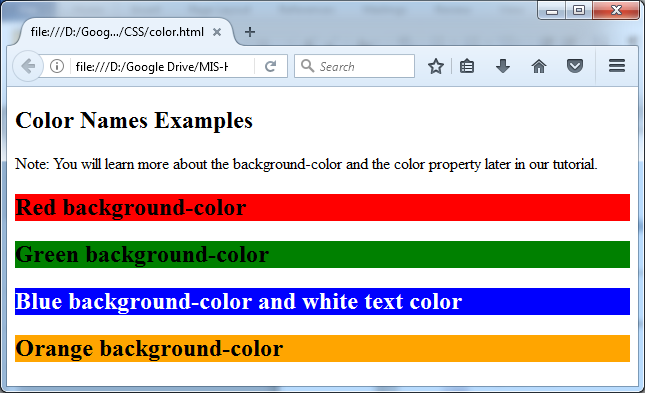 file:///D:/Goog.../CSS/color.html
file:///D:/Google Drive/MIS-H
Search
Color Names Examples
Note: You will learn more about the background-color and the color property later in our tutorial.
Red background-color
Green background-color
Blue background-color and white text color
Orange background-color